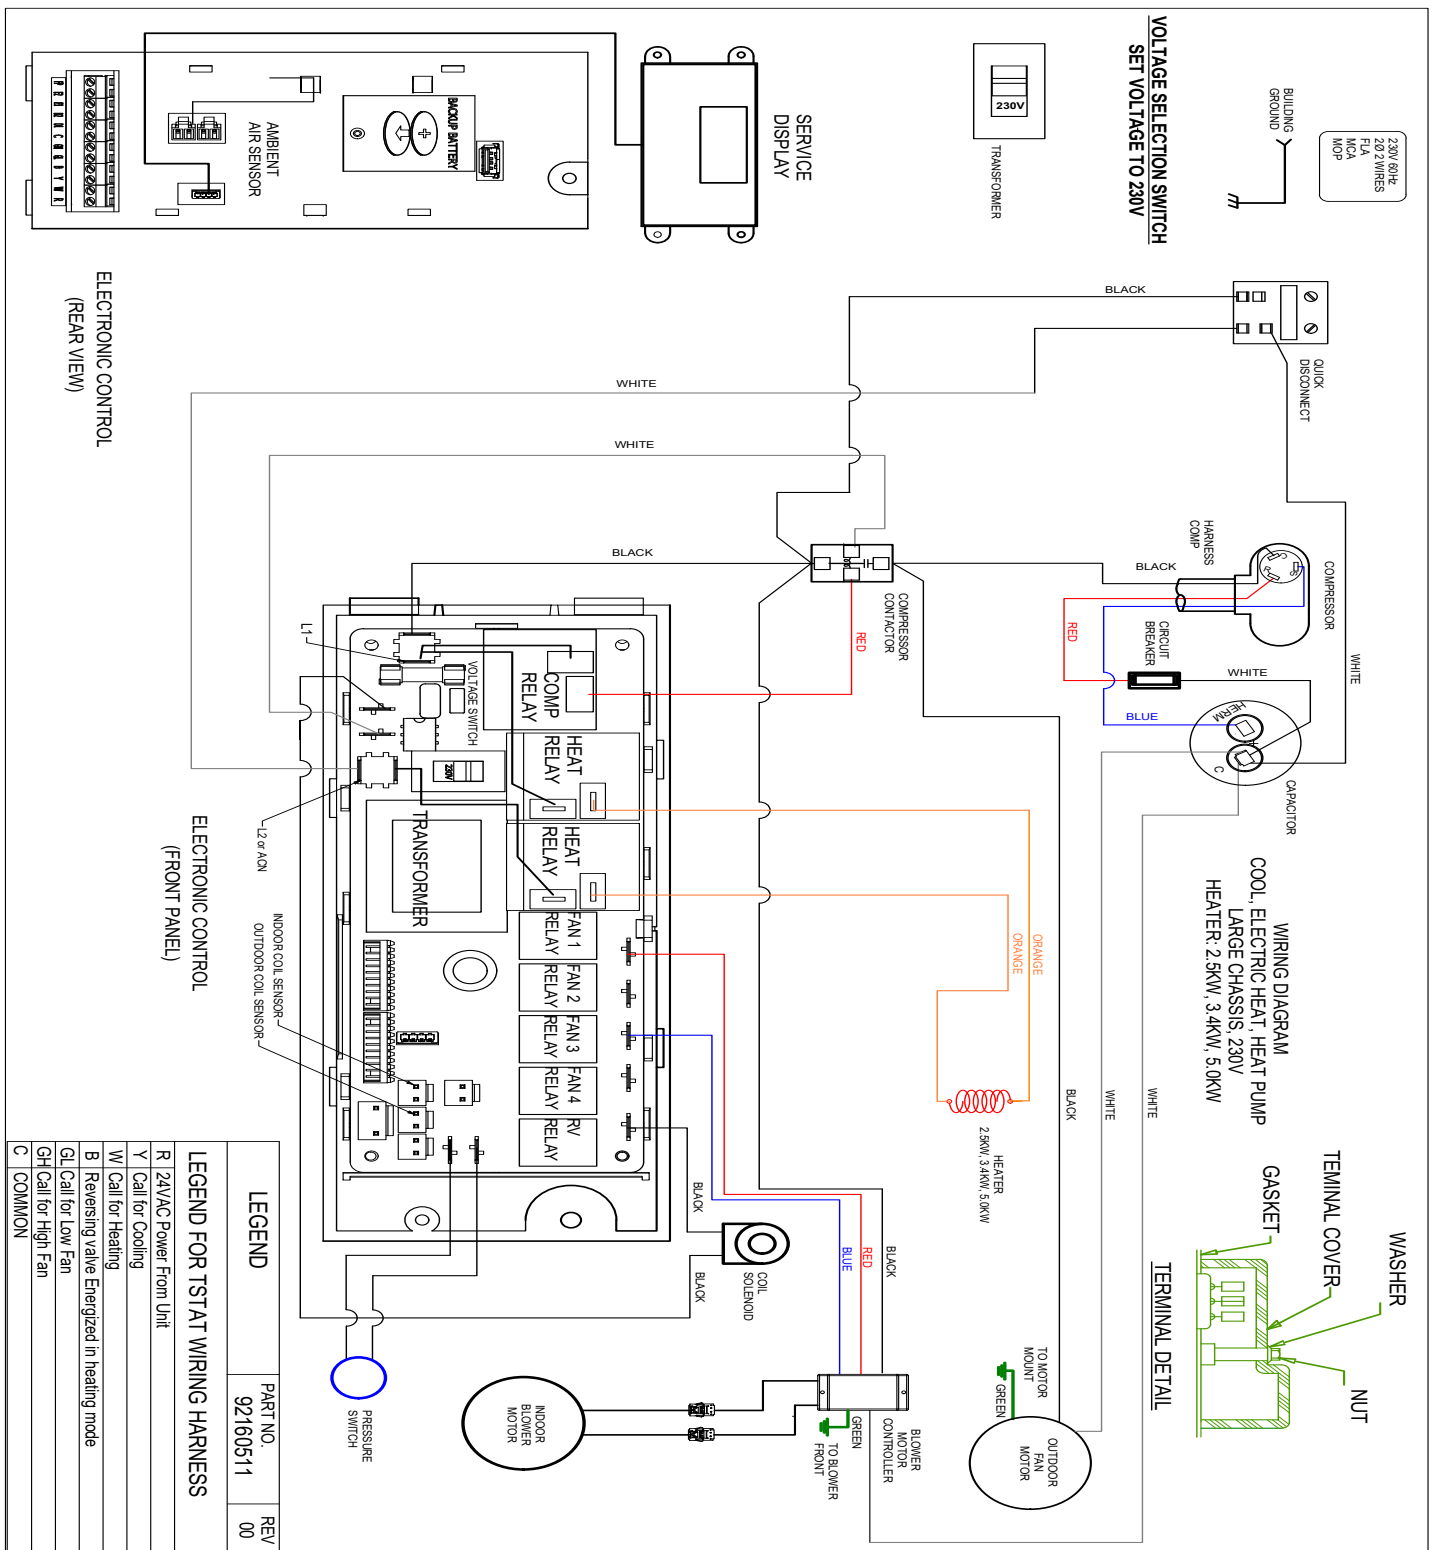 230V 60Hz
2Ø 2 WIRES
FLA
MCA
MOP
BUILDING
GROUND
VOLTAGE SELECTION SWITCH
SET VOLTAGE TO 230V
230V
TRANSFORMER
SERVICE
DISPLAY
BACKUP BATTERY
AMBIENT
AIR SENSOR
ELECTRONIC CONTROL
(REAR VIEW)
QUICK
DISCONNECT
BLACK
WHITE
WHITE
BLACK
COMPRESSOR
HARNESS
COMP
C
S
R
BLACK
RED
CIRCUIT
BREAKER
WHITE
WHITE
BLUE
HERM
C
CAPACITOR
COMPRESSOR
CONTACTOR
RED
L1
VOLTAGE SWITCH
COMP
RELAY
HEAT
RELAY
230V
HEAT
RELAY
TRANSFORMER
FAN 1
RELAY
FAN 2
RELAY
FAN 3
RELAY
FAN 4
RELAY
RV
RELAY
L2 or ACN
ELECTRONIC CONTROL
(FRONT PANEL)
INDOOR COIL SENSOR
OUTDOOR COIL SENSOR
ORANGE
ORANGE
HEATER
2.5KW, 3.4KW, 5.0KW
WIRING DIAGRAM
COOL, ELECTRIC HEAT, HEAT PUMP
LARGE CHASSIS, 230V
HEATER: 2.5KW, 3.4KW, 5.0KW
BLACK
WHITE
WHITE
BLACK
BLACK
COIL
SOLENOID
BLUE
RED
BLACK
PRESSURE
SWITCH
INDOOR
BLOWER
MOTOR
BLOWER
MOTOR
CONTROLLER
GREEN
TO BLOWER
FRONT
TO MOTOR
MOUNT
GREEN
OUTDOOR
FAN
MOTOR
WASHER
TEMINAL COVER
GASKET
NUT
TERMINAL DETAIL
LEGEND
PART NO.
92160511
REV
00
LEGEND FOR TSTAT WIRING HARNESS
R 24VAC Power From Unit
Y Call for Cooling
W Call for Heating
B Reversing valve Energized in heating mode
GL Call for Low Fan
GH Call for High Fan
C COMMON